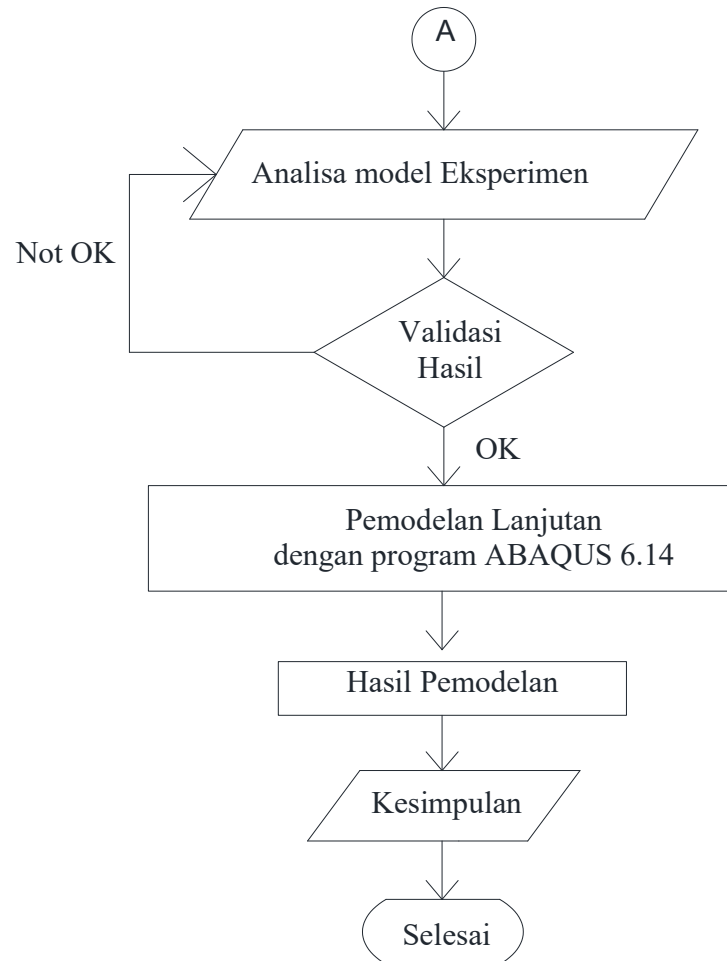 A
Analisa model Eksperimen
Not OK
Validasi
Hasil
OK
Pemodelan Lanjutan
dengan program ABAQUS 6.14
Hasil Pemodelan
Kesimpulan
Selesai